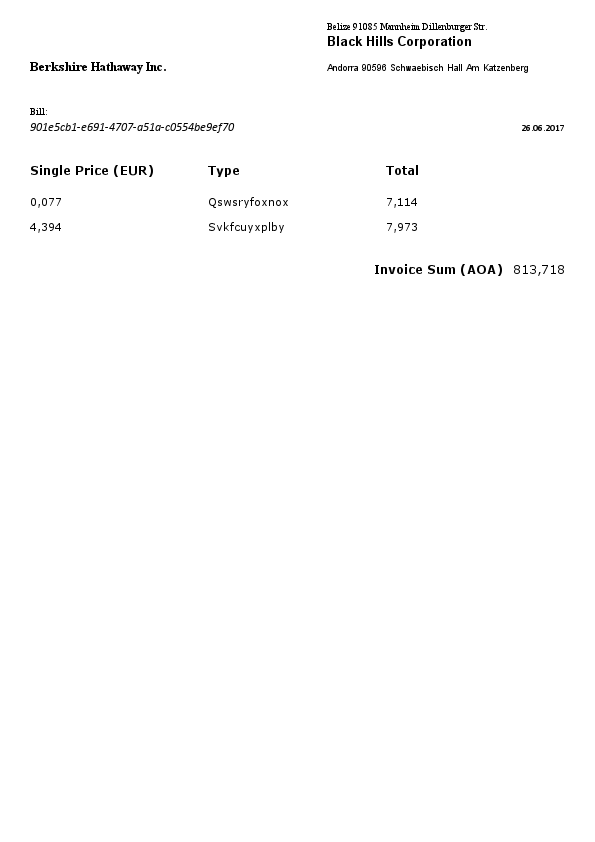 Belize 91085 Mannheim Dillenburger Str.
Black Hills Corporation
Berkshire Hathaway Inc.
Andorra 90596 Schwaebisch Hall Am Katzenberg
Bill:
901e5cb1-e691-4707-a51a-c0554be9ef70
26.06.2017
Single Price (EUR) Type Total
0,077 Qswsryfoxnox 7,114
4,394 Svkfcuyxplby 7,973
Invoice Sum (AOA) 813,718